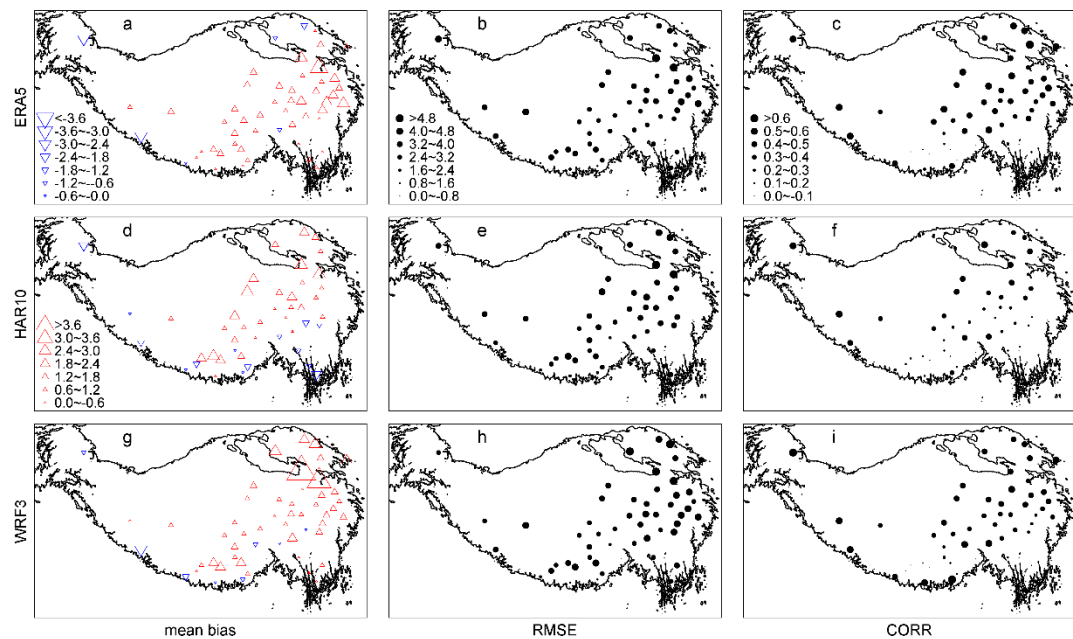 a
b
c
ERA5
<-3.6
-3.6~-3.0
-3.0~-2.4
-2.4~-1.8
-1.8~-1.2
-1.2~-0.6
-0.6~-0.0
>4.8
4.0~4.8
3.2~4.0
2.4~3.2
1.6~2.4
0.8~1.6
0.0~0.8
>0.6
0.5~0.6
0.4~0.5
0.3~0.4
0.2~0.3
0.1~0.2
0.0~0.1
d
e
f
HAR10
>3.6
3.0~3.6
2.4~3.0
1.8~2.4
1.2~1.8
0.6~1.2
0.0~0.6
g
h
i
WRF3
mean bias
RMSE
CORR